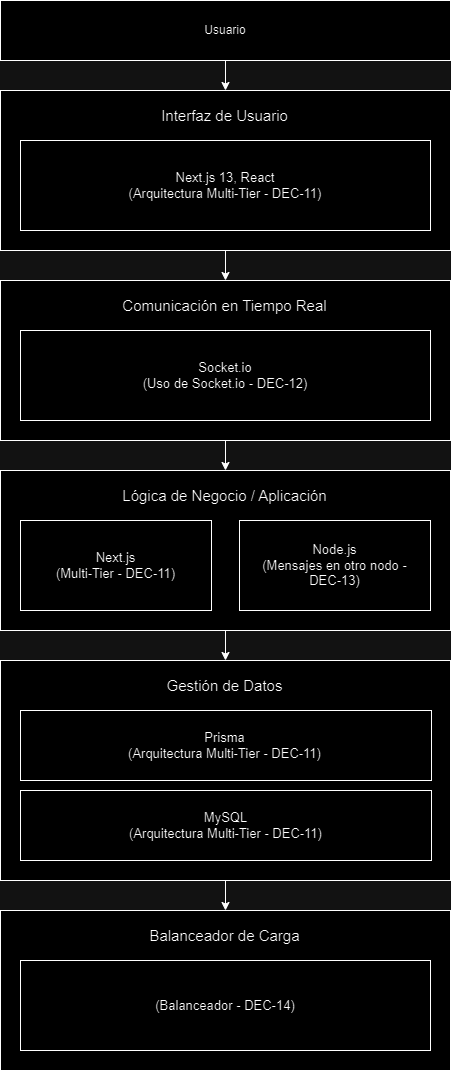 Usuario
Interfaz de Usuario
Next.js 13, React
(Arquitectura Multi-Tier - DEC-11)
Comunicación en Tiempo Real
Socket.io
(Uso de Socket.io - DEC-12)
Lógica de Negocio / Aplicación
Next.js
(Multi-Tier - DEC-11)
Node.js
(Mensajes en otro nodo -
DEC-13)
Gestión de Datos
Prisma
(Arquitectura Multi-Tier - DEC-11)
MySQL
(Arquitectura Multi-Tier - DEC-11)
Balanceador de Carga
(Balanceador - DEC-14)